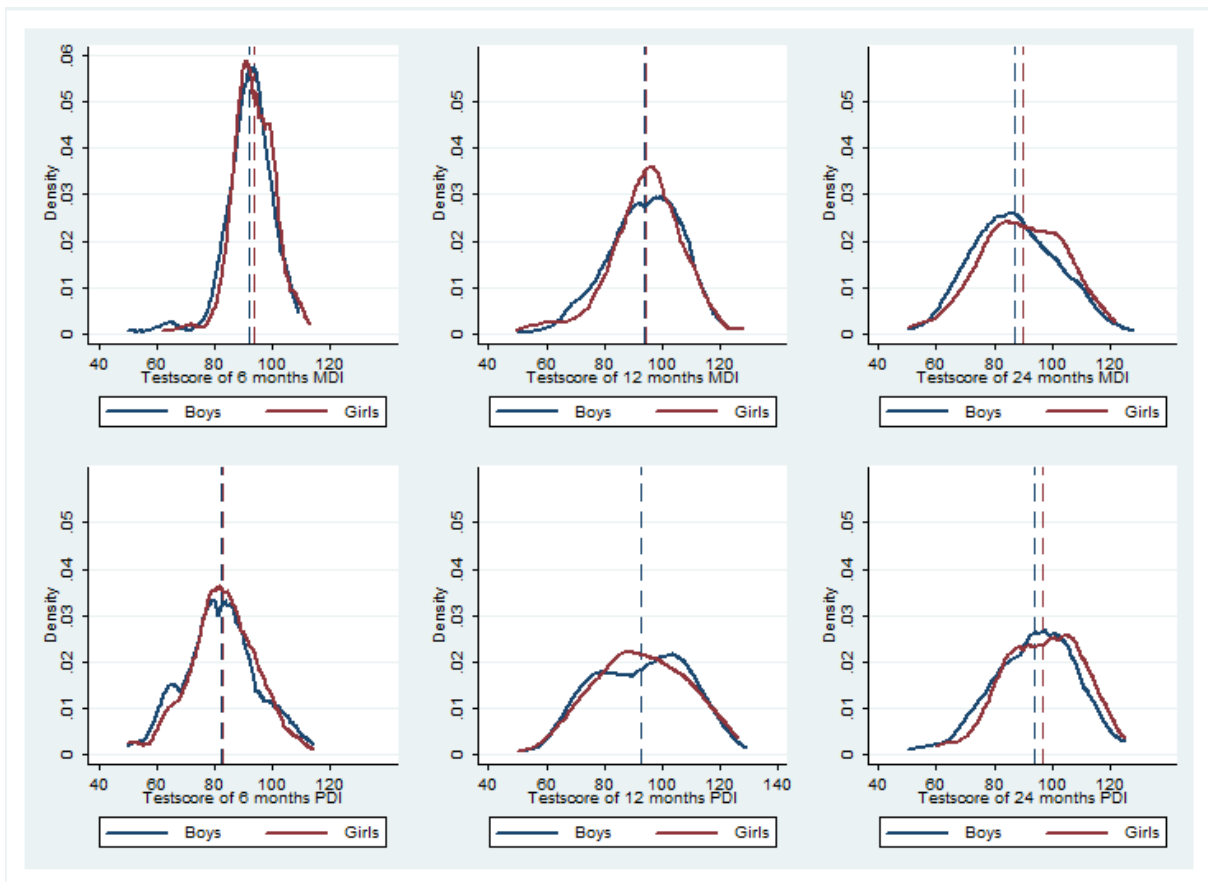 Density
0 .01 .02 .03 .04 .05 .06
40 60 80 100 120
Testscore of 6 months MDI
Boys Girls
Density
0 .01 .02 .03 .04 .05
40 60 80 100 120
Testscore of 12 months MDI
Boys Girls
Density
0 .01 .02 .03 .04 .05
40 60 80 100 120
Testscore of 24 months MDI
Boys Girls
Density
0 .01 .02 .03 .04 .05
40 60 80 100 120
Testscore of 6 months PDI
Boys Girls
Density
0 .01 .02 .03 .04 .05
40 60 80 100 120 140
Testscore of 12 months PDI
Boys Girls
Density
0 .01 .02 .03 .04 .05
40 60 80 100 120
Testscore of 24 months PDI
Boys Girls